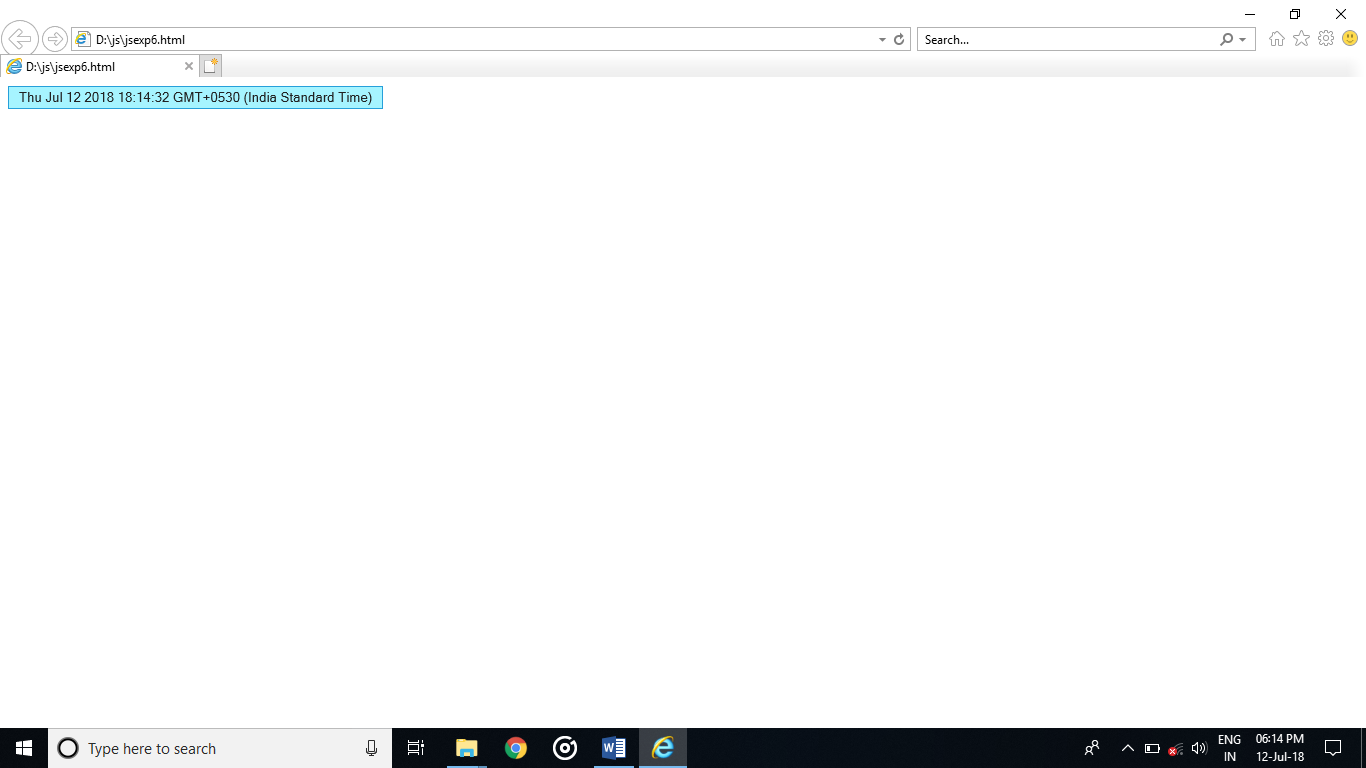 D:\js\jsexp6.html
Search...
D:\js\jsexp6.html
Thu Jul 12 2018 18:14:32 GMT+0530 (India Standard Time)
Type here to search
W
ENG
IN
06:14 PM
12-Jul-18